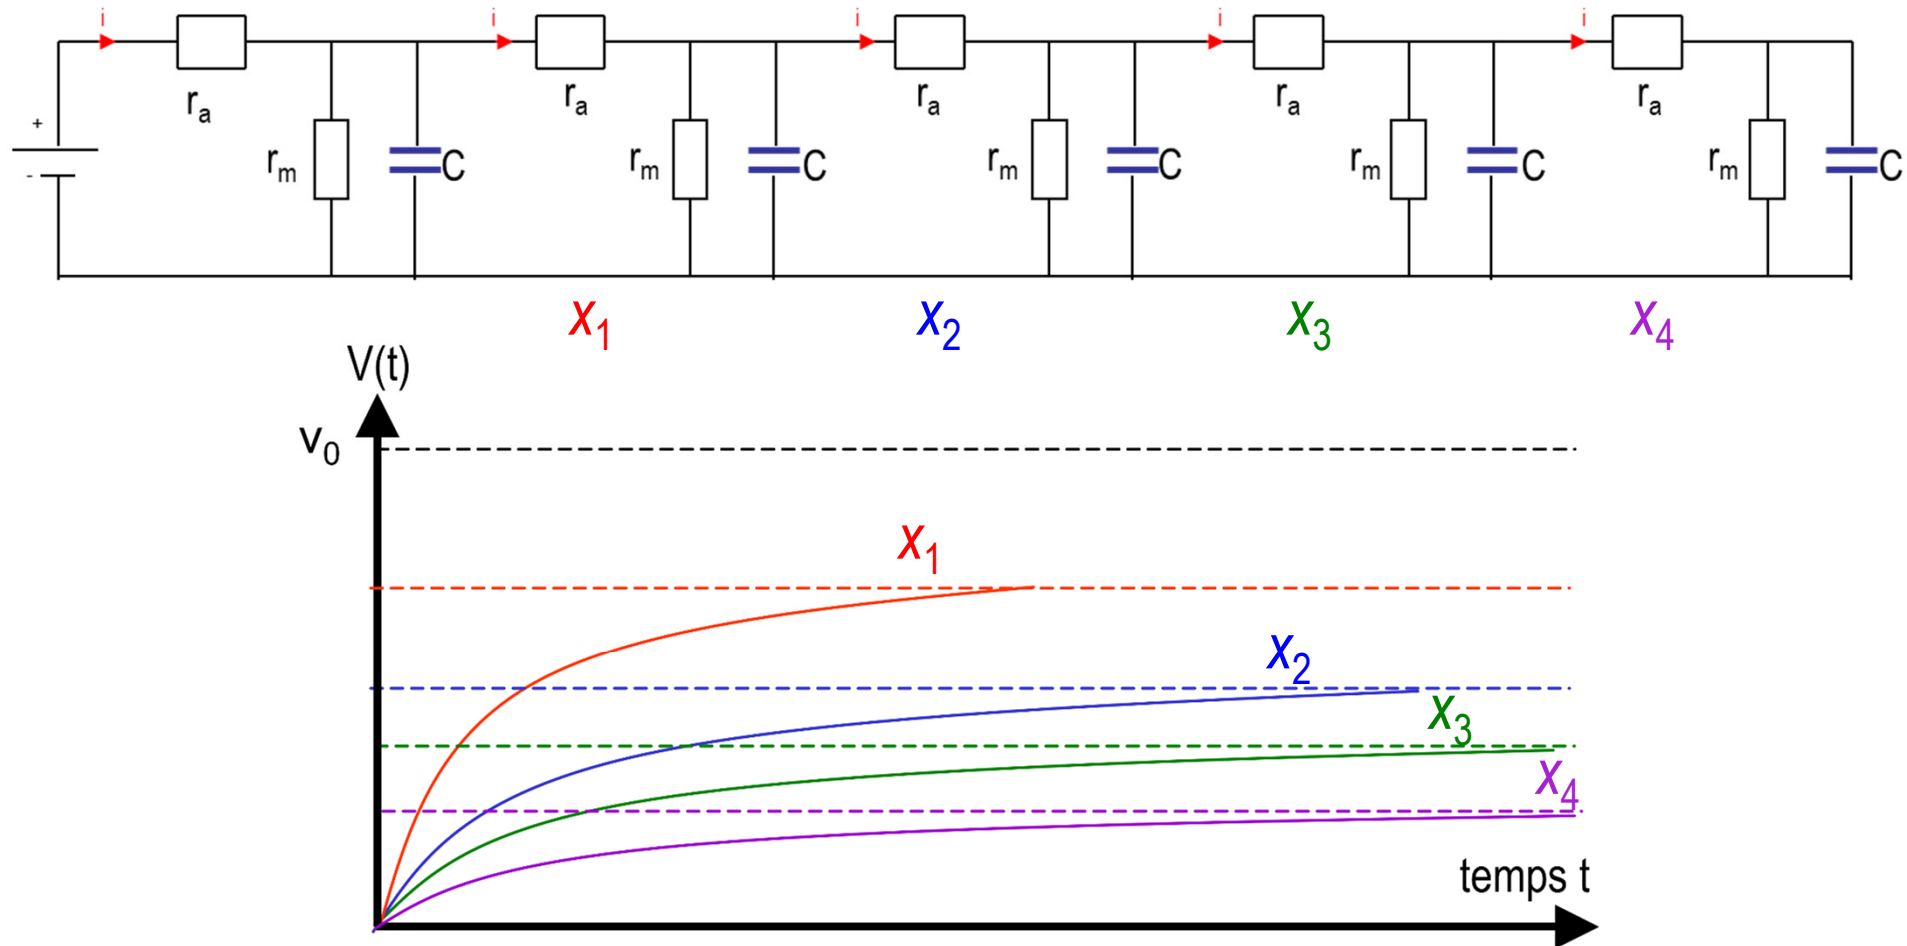 i i i i i
ra ra ra ra ra
+
-
rm C rm C rm C rm C rm C
x1 x2 x3 x4
V(t)
v0
x1
x2
x3
x4
temps t